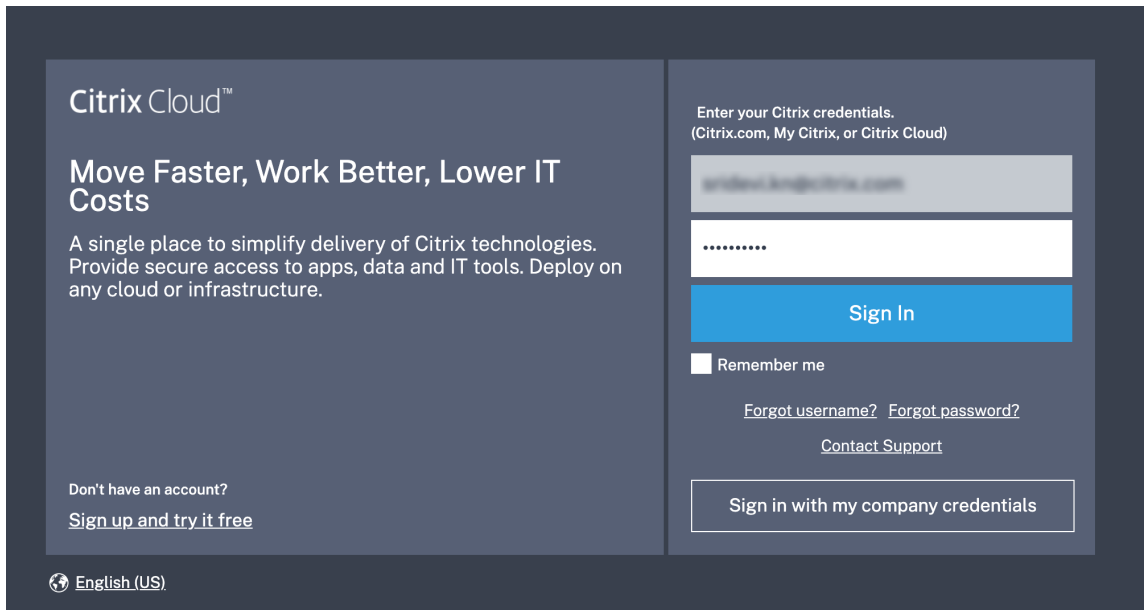 Citrix Cloud™
Move Faster, Work Better, Lower IT
Costs
A single place to simplify delivery of Citrix technologies.
Provide secure access to apps, data and IT tools. Deploy on
any cloud or infrastructure.
Don't have an account?
Sign up and try it free
Enter your Citrix credentials.
(Citrix.com, My Citrix, or Citrix Cloud)
••••••••••
Sign In
Remember me
Forgot username? Forgot password?
Contact Support
Sign in with my company credentials
English (US)